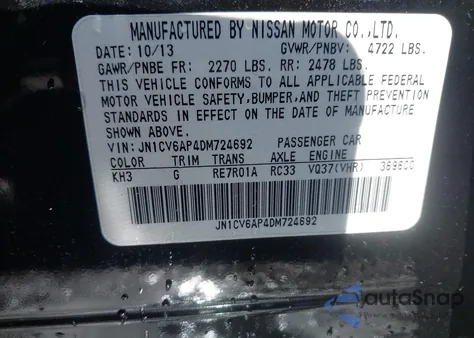 MANUFACTURED BY NISSAN MOTOR CO.,LTD.
DATE: 10/13 GVWR/PNBV: 4722 LBS.
GAWR/PNBE FR: 2270 LBS. RR: 2478 LBS.
THIS VEHICLE CONFORMS TO ALL APPLICABLE FEDERAL
MOTOR VEHICLE SAFETY,BUMPER,AND THEFT PREVENTION
STANDARDS IN EFFECT ON THE DATE OF MANUFACTURE
SHOWN ABOVE.
VIN: JN1CV6AP4DM724692 PASSENGER CAR
COLOR TRIM TRANS AXLE ENGINE
KH3 G RE7R01A RC33 VQ37(VHR) 3696CC
JN1CV6AP4DM724692
AutoSnap